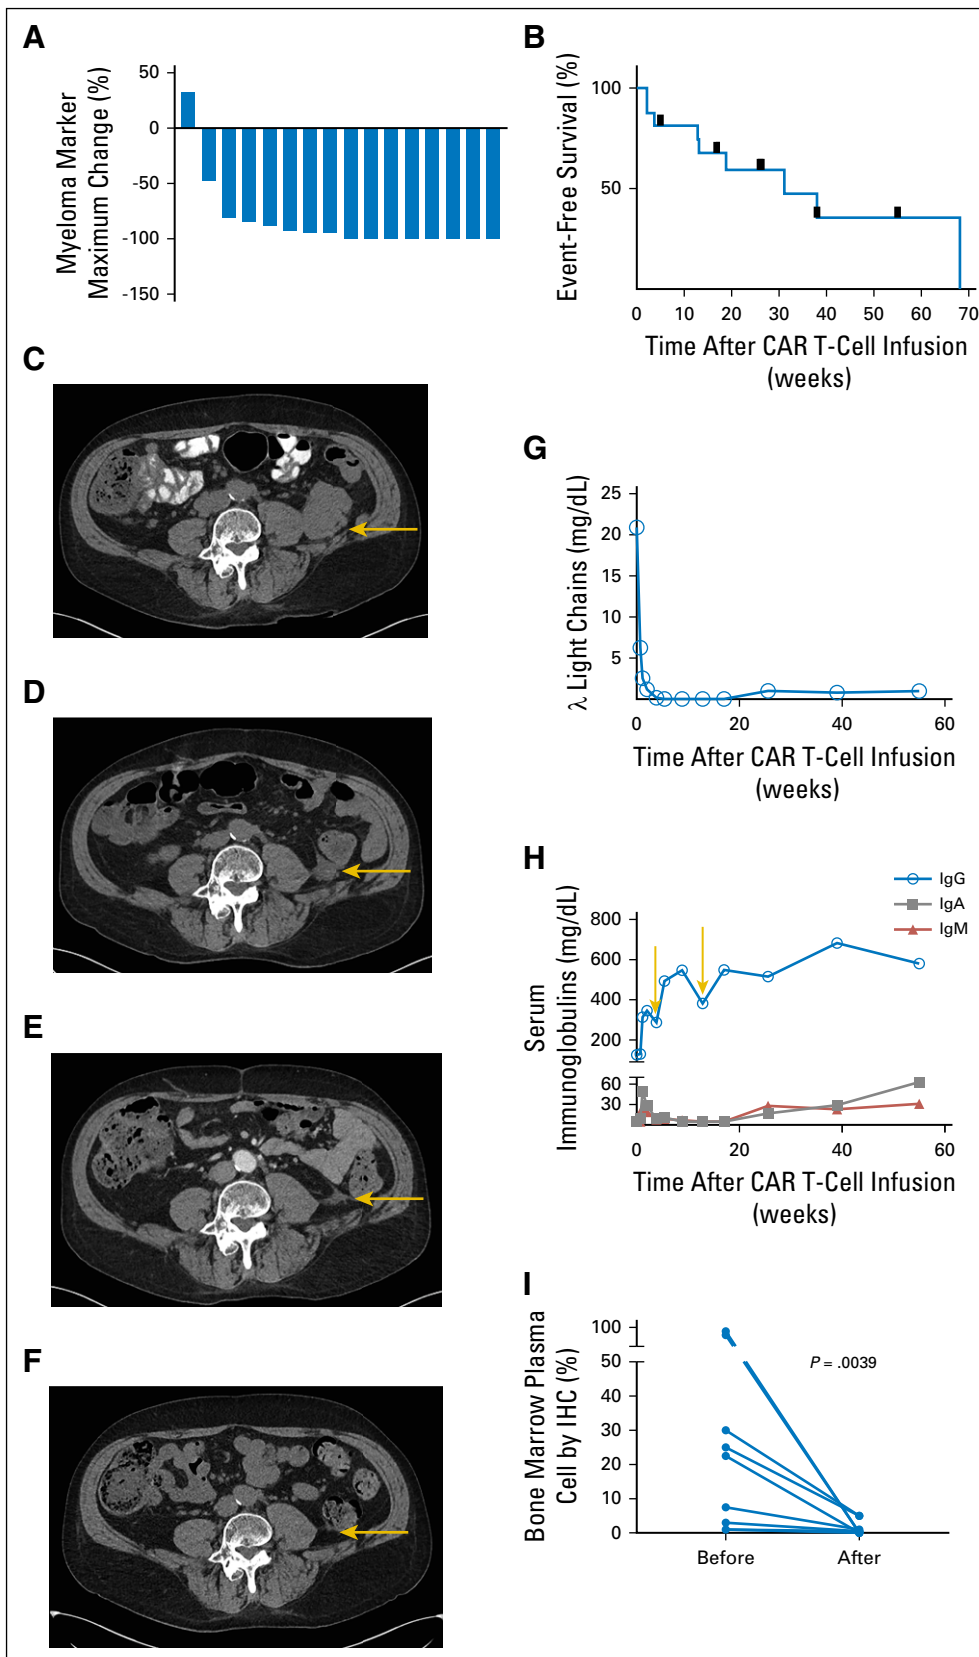 A
Myeloma Marker
Maximum Change (%)
50
0
-50
-100
-150
B
Event-Free Survival (%)
100
50
0 10 20 30 40 50 60 70
Time After CAR T-Cell Infusion
(weeks)
C
D
E
F
G
λ Light Chains (mg/dL)
25
20
15
10
5
0 20 40 60
Time After CAR T-Cell Infusion
(weeks)
H
IgG
IgA
IgM
Serum
Immunoglobulins (mg/dL)
800
600
400
200
60
30
0 20 40 60
Time After CAR T-Cell Infusion
(weeks)
I
Bone Marrow Plasma
Cell by IHC (%)
100
50
40
30
20
10
0
P = .0039
Before After